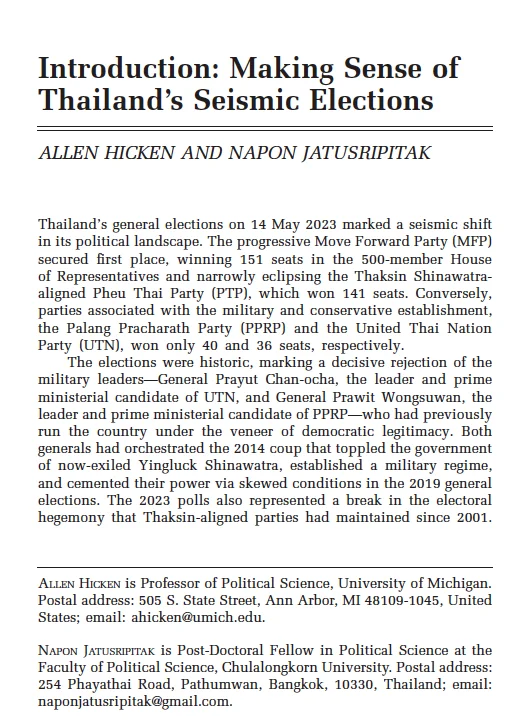 Introduction: Making Sense of
Thailand's Seismic Elections
ALLEN HICKEN AND NAPON JATUSRIPITAK
Thailand's general elections on 14 May 2023 marked a seismic shift
in its political landscape. The progressive Move Forward Party (MFP)
secured first place, winning 151 seats in the 500-member House
of Representatives and narrowly eclipsing the Thaksin Shinawatra-
aligned Pheu Thai Party (PTP), which won 141 seats. Conversely,
parties associated with the military and conservative establishment,
the Palang Pracharath Party (PPRP) and the United Thai Nation
Party (UTN), won only 40 and 36 seats, respectively.
The elections were historic, marking a decisive rejection of the
military leaders—General Prayut Chan-ocha, the leader and prime
ministerial candidate of UTN, and General Prawit Wongsuwan, the
leader and prime ministerial candidate of PPRP—who had previously
run the country under the veneer of democratic legitimacy. Both
generals had orchestrated the 2014 coup that toppled the government
of now-exiled Yingluck Shinawatra, established a military regime,
and cemented their power via skewed conditions in the 2019 general
elections. The 2023 polls also represented a break in the electoral
hegemony that Thaksin-aligned parties had maintained since 2001.
Allen Hicken is Professor of Political Science, University of Michigan.
Postal address: 505 S. State Street, Ann Arbor, MI 48109-1045, United
States; email: ahicken@umich.edu.
Napon Jatusripitak is Post-Doctoral Fellow in Political Science at the
Faculty of Political Science, Chulalongkorn University. Postal address:
254 Phayathai Road, Pathumwan, Bangkok, 10330, Thailand; email:
naponjatusripitak@gmail.com.